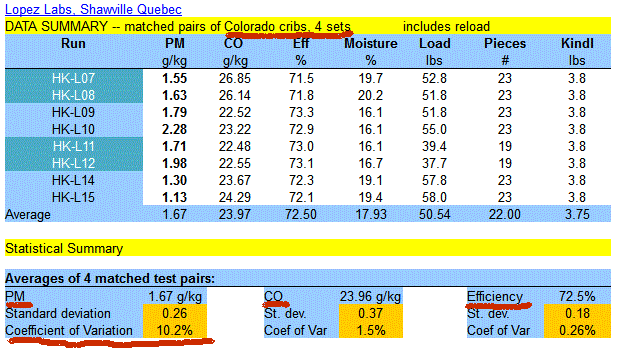 Lopez Labs, Shawville Quebec
DATA SUMMARY -- matched pairs of Colorado cribs, 4 sets includes reload
Run PM CO Eff Moisture Load Pieces Kindl
g/kg g/kg % % lbs # lbs
HK-L07 1.55 26.85 71.5 19.7 52.8 23 3.8
HK-L08 1.63 26.14 71.8 20.2 51.8 23 3.8
HK-L09 1.79 22.52 73.3 16.1 51.8 23 3.8
HK-L10 2.28 23.22 72.9 16.1 55.0 23 3.8
HK-L11 1.71 22.48 73.0 16.1 39.4 19 3.8
HK-L12 1.98 22.55 73.1 16.7 37.7 19 3.8
HK-L14 1.30 23.67 72.3 19.1 57.8 23 3.8
HK-L15 1.13 24.29 72.1 19.4 58.0 23 3.8
Average 1.67 23.97 72.50 17.93 50.54 22.00 3.75
Statistical Summary
Averages of 4 matched test pairs:
PM 1.67 g/kg CO 23.96 g/kg Efficiency 72.5%
Standard deviation 0.26 St. dev. 0.37 St. dev. 0.18
Coefficient of Variation 10.2% Coef of Var 1.5% Coef of Var 0.26%